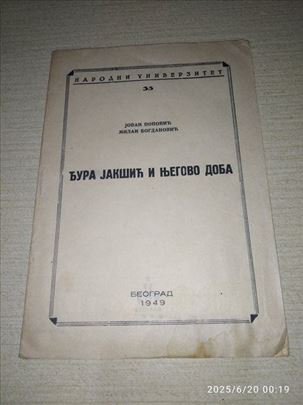 НАРОДНИ УНИВЕРЗИТЕТ
35
ЈОВАН ПОПОВИЋ
МИЛАН БОГДАНОВИЋ
ЂУРА ЈАКШИЋ И ЊЕГОВО ДОБА
БЕОГРАД
1949
2025/6/20 00:19